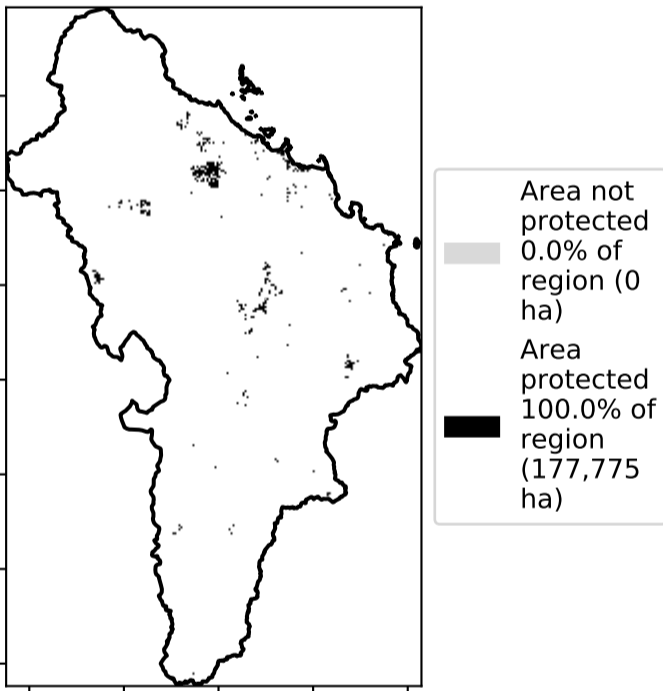 Area not
protected
0.0% of
region (0
ha)
Area
protected
100.0% of
region
(177,775
ha)